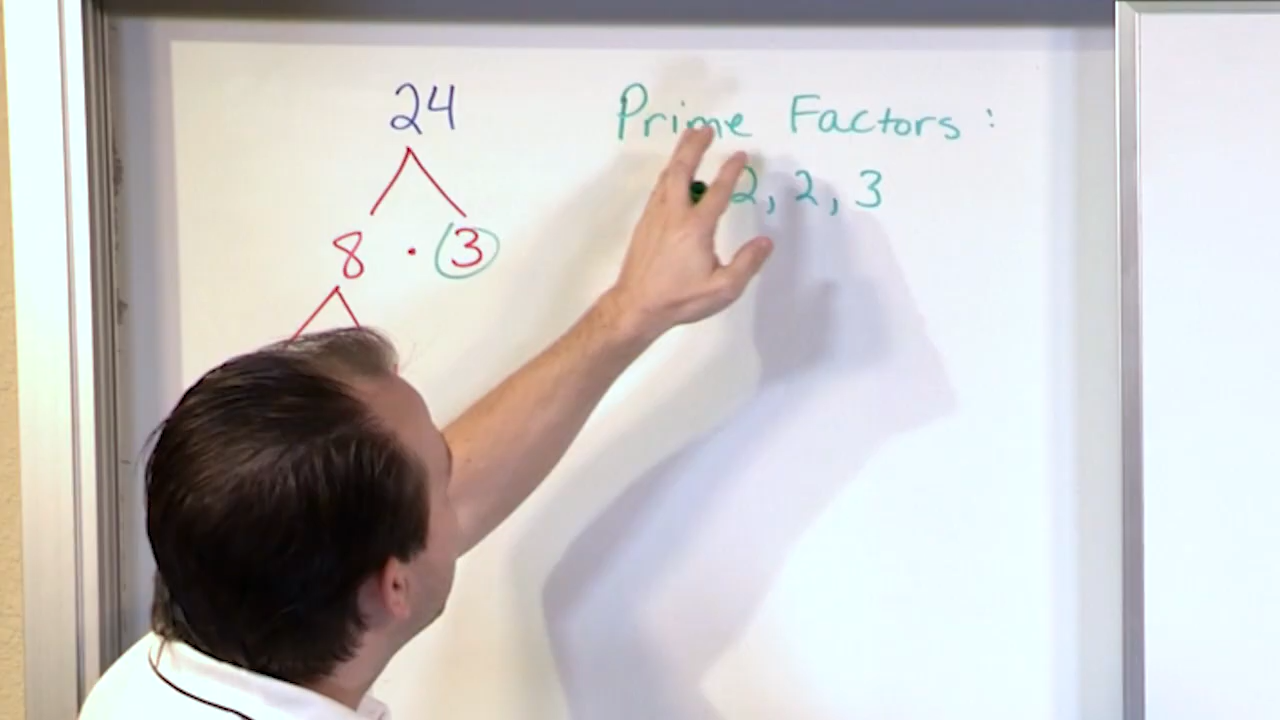 24
Prime Factors:
2, 2, 3
8 · 3